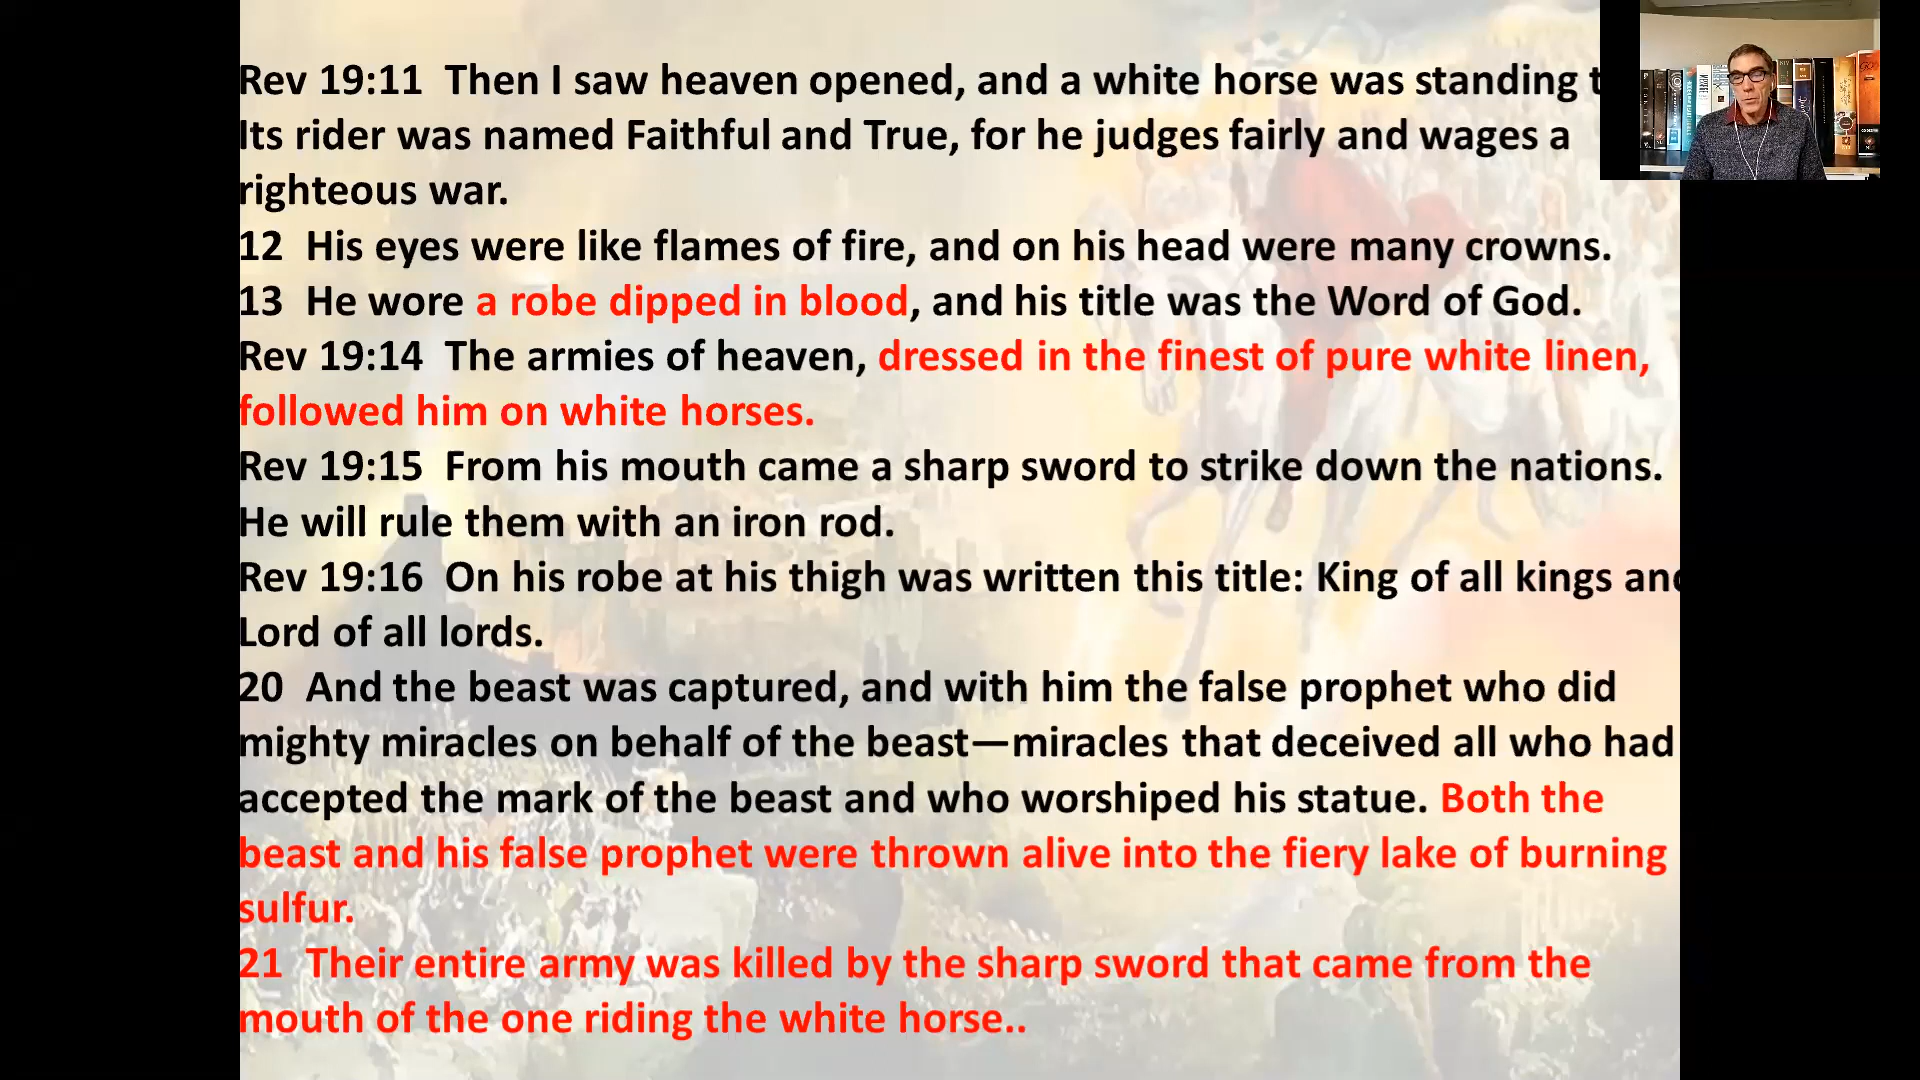 Rev 19:11  Then I saw heaven opened, and a white horse was standing
Its rider was named Faithful and True, for he judges fairly and wages a
righteous war.
12  His eyes were like flames of fire, and on his head were many crowns.
13  He wore a robe dipped in blood, and his title was the Word of God.
Rev 19:14  The armies of heaven, dressed in the finest of pure white linen,
followed him on white horses.
Rev 19:15  From his mouth came a sharp sword to strike down the nations.
He will rule them with an iron rod.
Rev 19:16  On his robe at his thigh was written this title: King of all kings and
Lord of all lords.
20  And the beast was captured, and with him the false prophet who did
mighty miracles on behalf of the beast—miracles that deceived all who had
accepted the mark of the beast and who worshiped his statue. Both the
beast and his false prophet were thrown alive into the fiery lake of burning
sulfur.
21  Their entire army was killed by the sharp sword that came from the
mouth of the one riding the white horse..